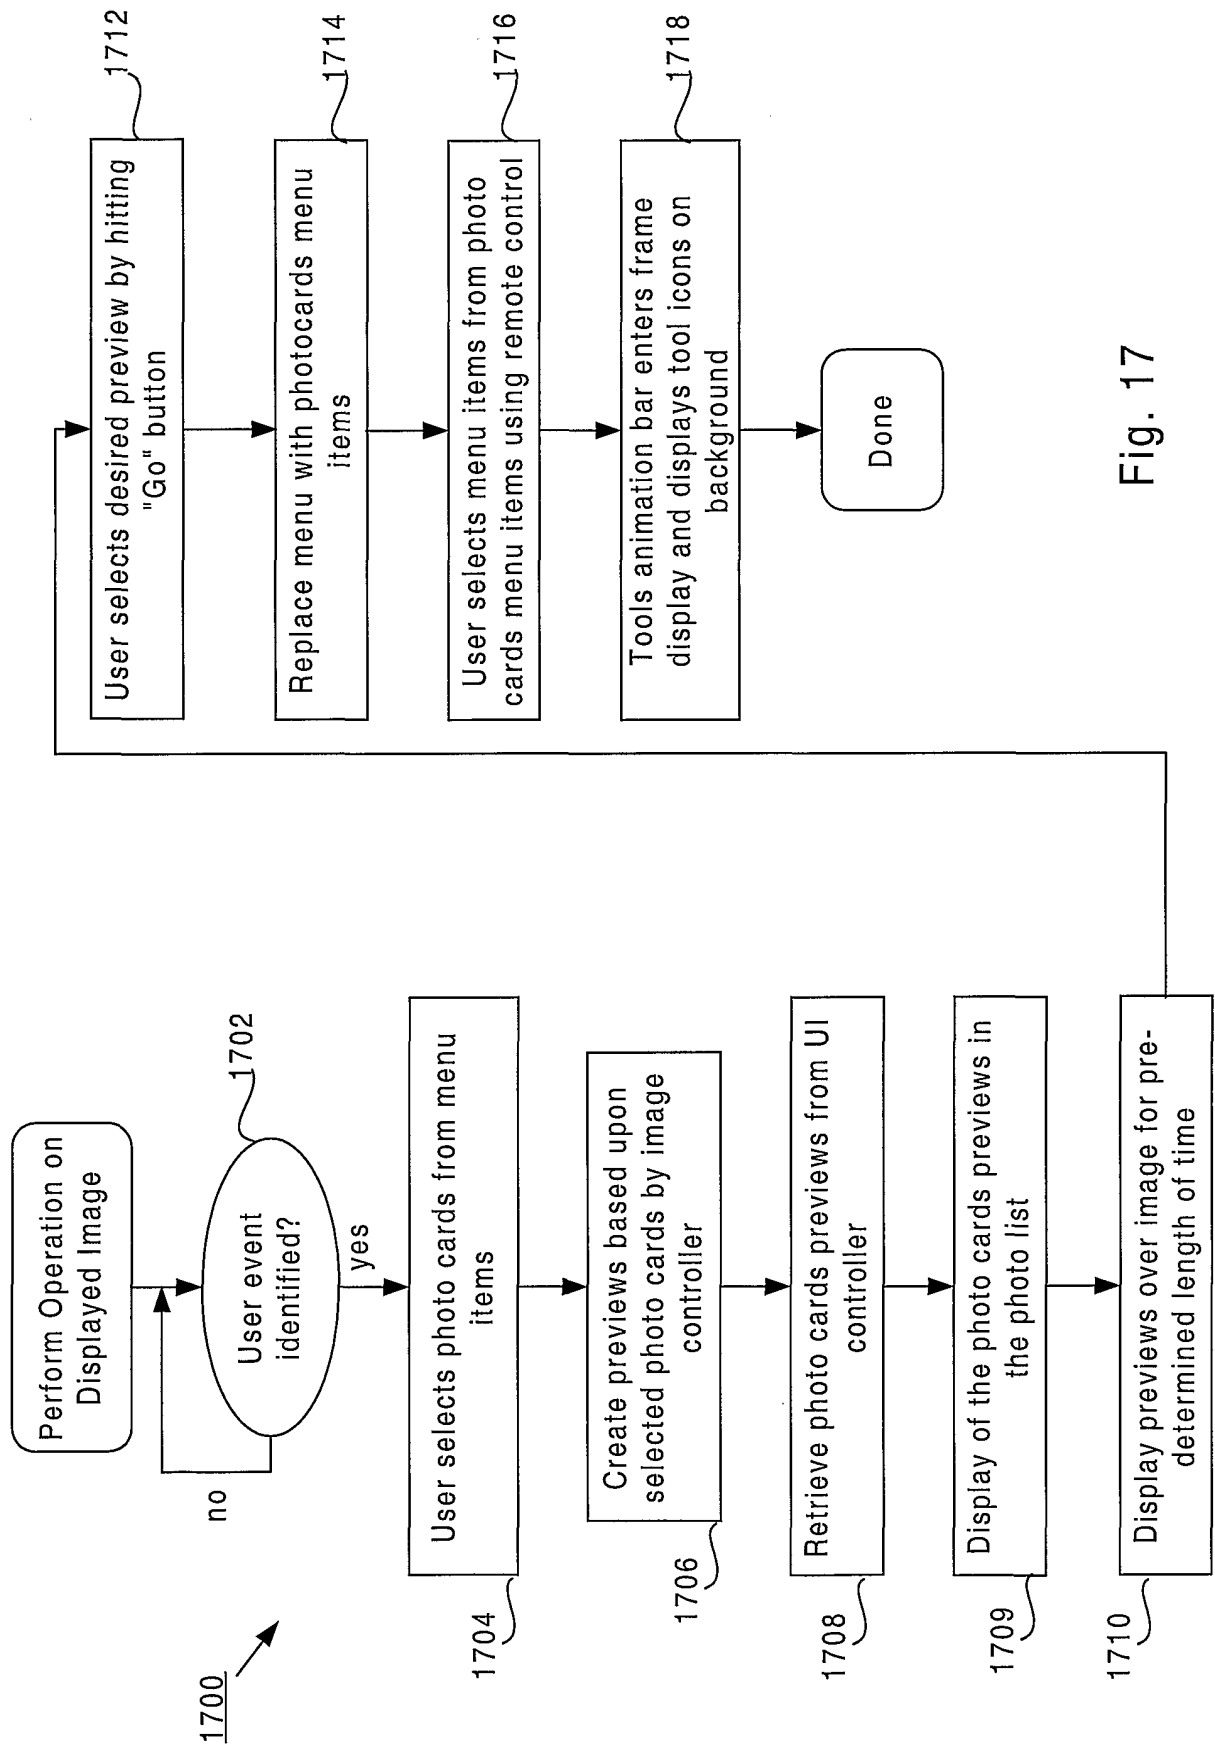 1700
Perform Operation on
Displayed Image
1702
User event
identified?
no
yes
User selects photo cards from menu
items
1704
Create previews based upon
selected photo cards by image
controller
1706
Retrieve photo cards previews from UI
controller
1708
Display of the photo cards previews in
the photo list
1709
Display previews over image for pre-
determined length of time
1710
User selects desired preview by hitting
"Go" button
1712
Replace menu with photocards menu
items
1714
User selects menu items from photo
cards menu items using remote control
1716
Tools animation bar enters frame
display and displays tool icons on
background
1718
Done
Fig. 17